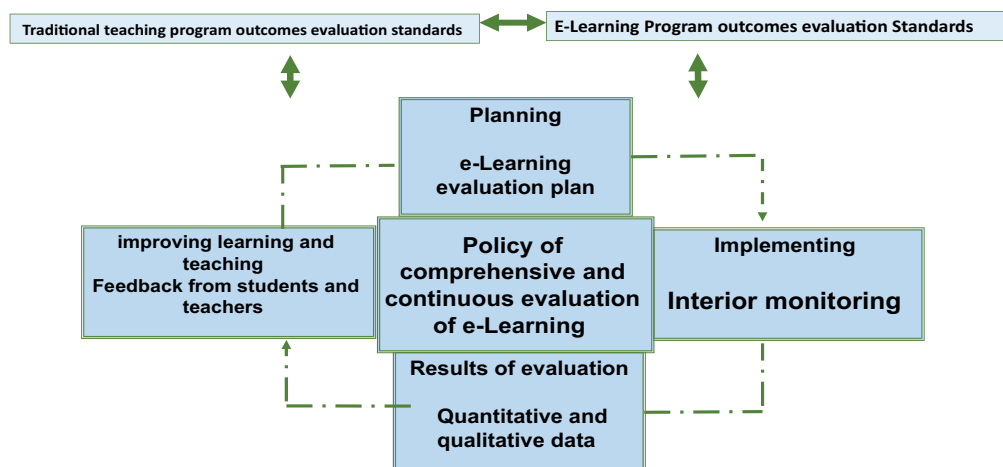 Traditional teaching program outcomes evaluation standards
E-Learning Program outcomes evaluation Standards
Planning
e-Learning
evaluation plan
improving learning and
teaching
Feedback from students and
teachers
Policy of
comprehensive and
continuous evaluation
of e-Learning
Implementing
Interior monitoring
Results of evaluation
Quantitative and
qualitative data